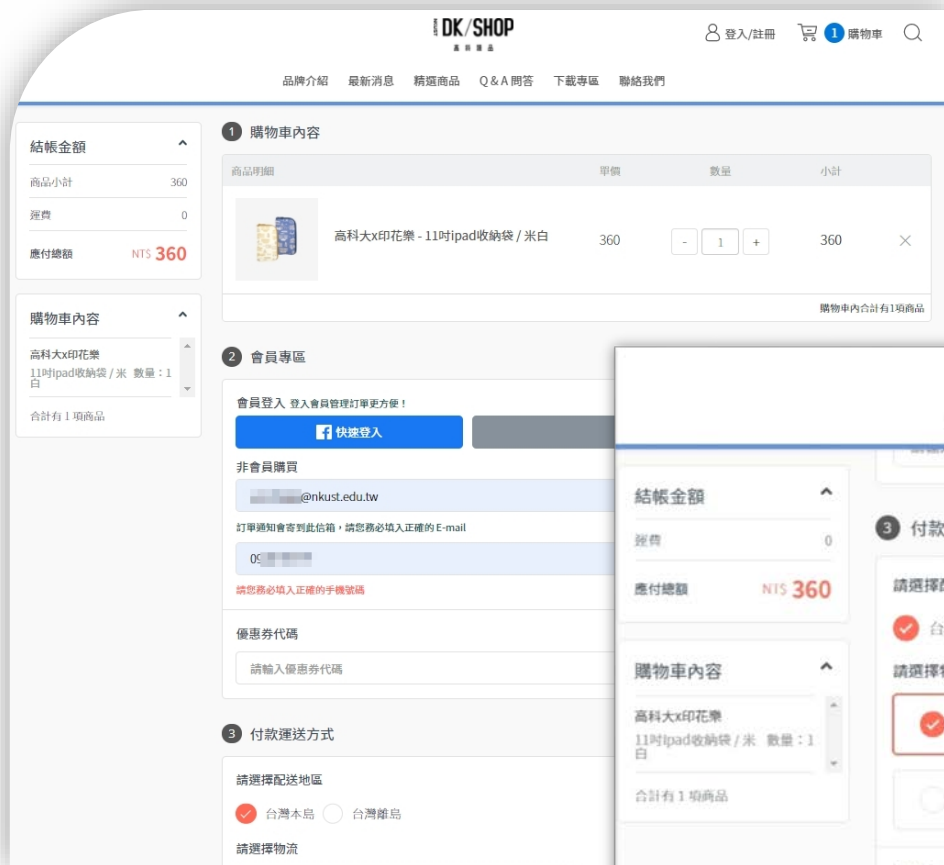 DK/SHOP
高科選品
登入/註冊
1 購物車
品牌介紹 最新消息 精選商品 Q&A問答 下載專區 聯絡我們
結帳金額
商品小計 360
運費 0
應付總額 NT$ 360
購物車內容
高科大x印花樂
11吋ipad收納袋 / 米 數量：1
白
合計有 1 項商品
1 購物車內容
商品明細 單價 數量 小計
高科大x印花樂 - 11吋ipad收納袋 / 米白 360 - 1 + 360
購物車內合計有1項商品
2 會員專區
會員登入 登入會員管理訂單更方便！
快速登入
非會員購買
@nkust.edu.tw
訂單通知會寄到此信箱，請您務必填入正確的 E-mail
09
請您務必填入正確的手機號碼
優惠券代碼
請輸入優惠券代碼
3 付款運送方式
請選擇配送地區
台灣本島 台灣離島
請選擇物流
結帳金額
運費 0
應付總額 NT$ 360
購物車內容
高科大x印花樂
11吋ipad收納袋 / 米 數量：1
白
合計有 1 項商品
3 付款
請選擇
請選擇